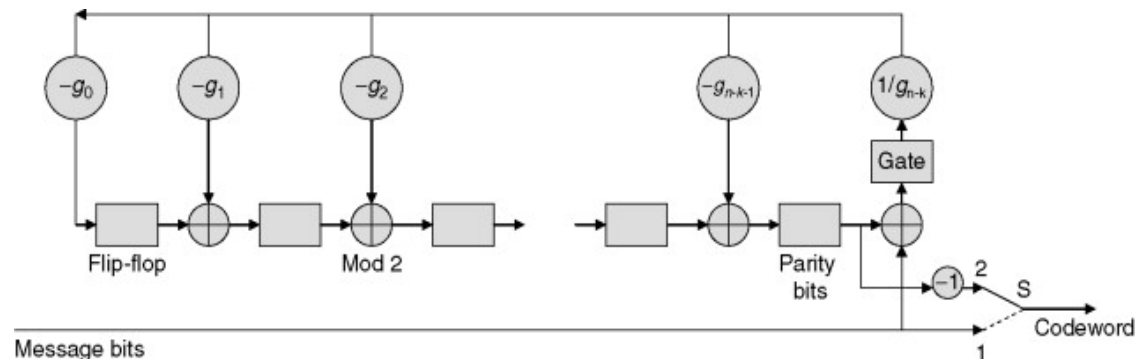 -g₀
-g₁
-g₂
-gₙ₋ₖ₋₁
1/gₙ₋ₖ
Gate
Flip-flop
Mod 2
Parity
bits
-1
2
S
Codeword
Message bits
1